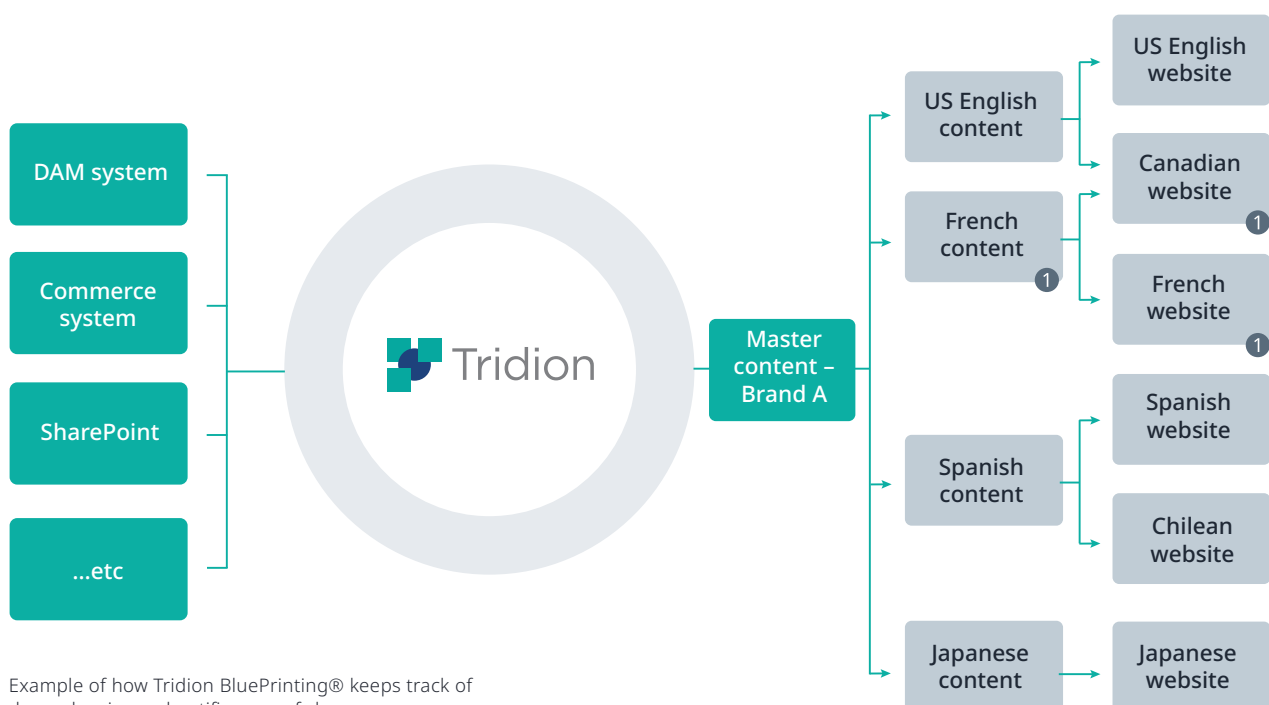 DAM system
Commerce
system
SharePoint
...etc
Tridion
Master
content –
Brand A
US English
content
French
content
1
Spanish
content
Japanese
content
US English
website
Canadian
website
1
French
website
1
Spanish
website
Chilean
website
Japanese
website
Example of how Tridion BluePrinting® keeps track of